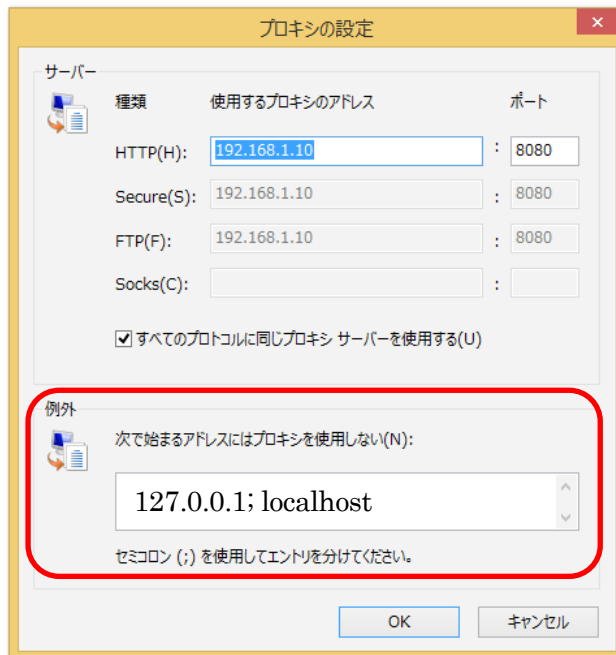 プロキシの設定
サーバー
種類 使用するプロキシのアドレス ポート
HTTP(H): 192.168.1.10 : 8080
Secure(S): 192.168.1.10 : 8080
FTP(F): 192.168.1.10 : 8080
Socks(C): :
すべてのプロトコルに同じプロキシ サーバーを使用する(U)
例外
次で始まるアドレスにはプロキシを使用しない(N):
127.0.0.1; localhost
セミコロン (;) を使用してエントリを分けてください。
OK キャンセル